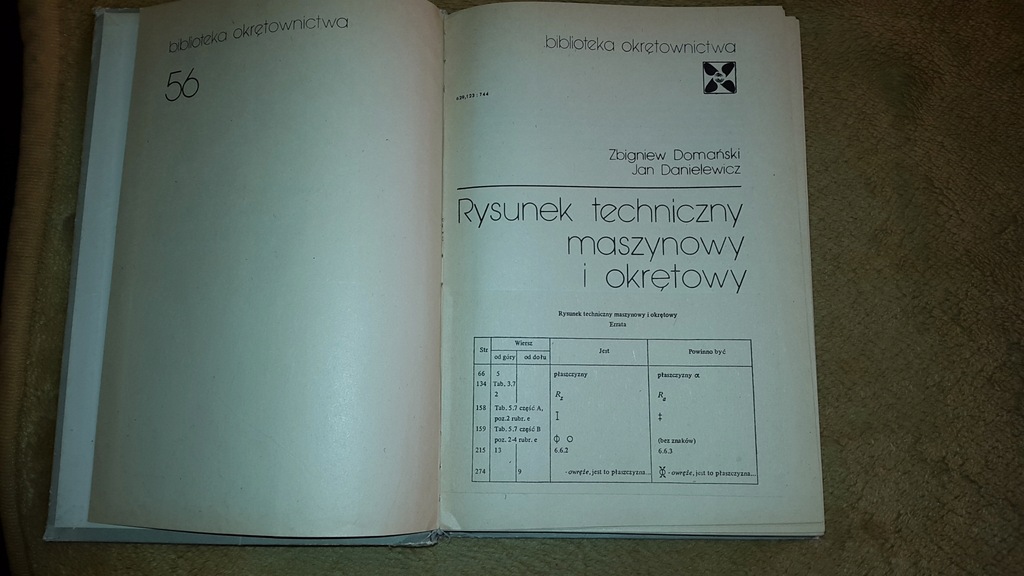 biblioteka okrętownictwa
56
biblioteka okrętownictwa
629.123 : 744
Zbigniew Domański
Jan Danielewicz
Rysunek techniczny
maszynowy
i okrętowy
Rysunek techniczny maszynowy i okrętowy
Errata
Str Wiersz Jest Powinno być
od góry od dołu
66 5 płaszczyzny płaszczyzny α
134 Tab. 3.7
2 Rz Ra
158 Tab. 5.7 część A,
poz.2 rubr. e
159 Tab. 5.7 część B
poz. 2-4 rubr. e (bez znaków)
215 13 6.6.2 6.6.3
274 9 - owręże, jest to płaszczyzna... - owręże, jest to płaszczyzna...